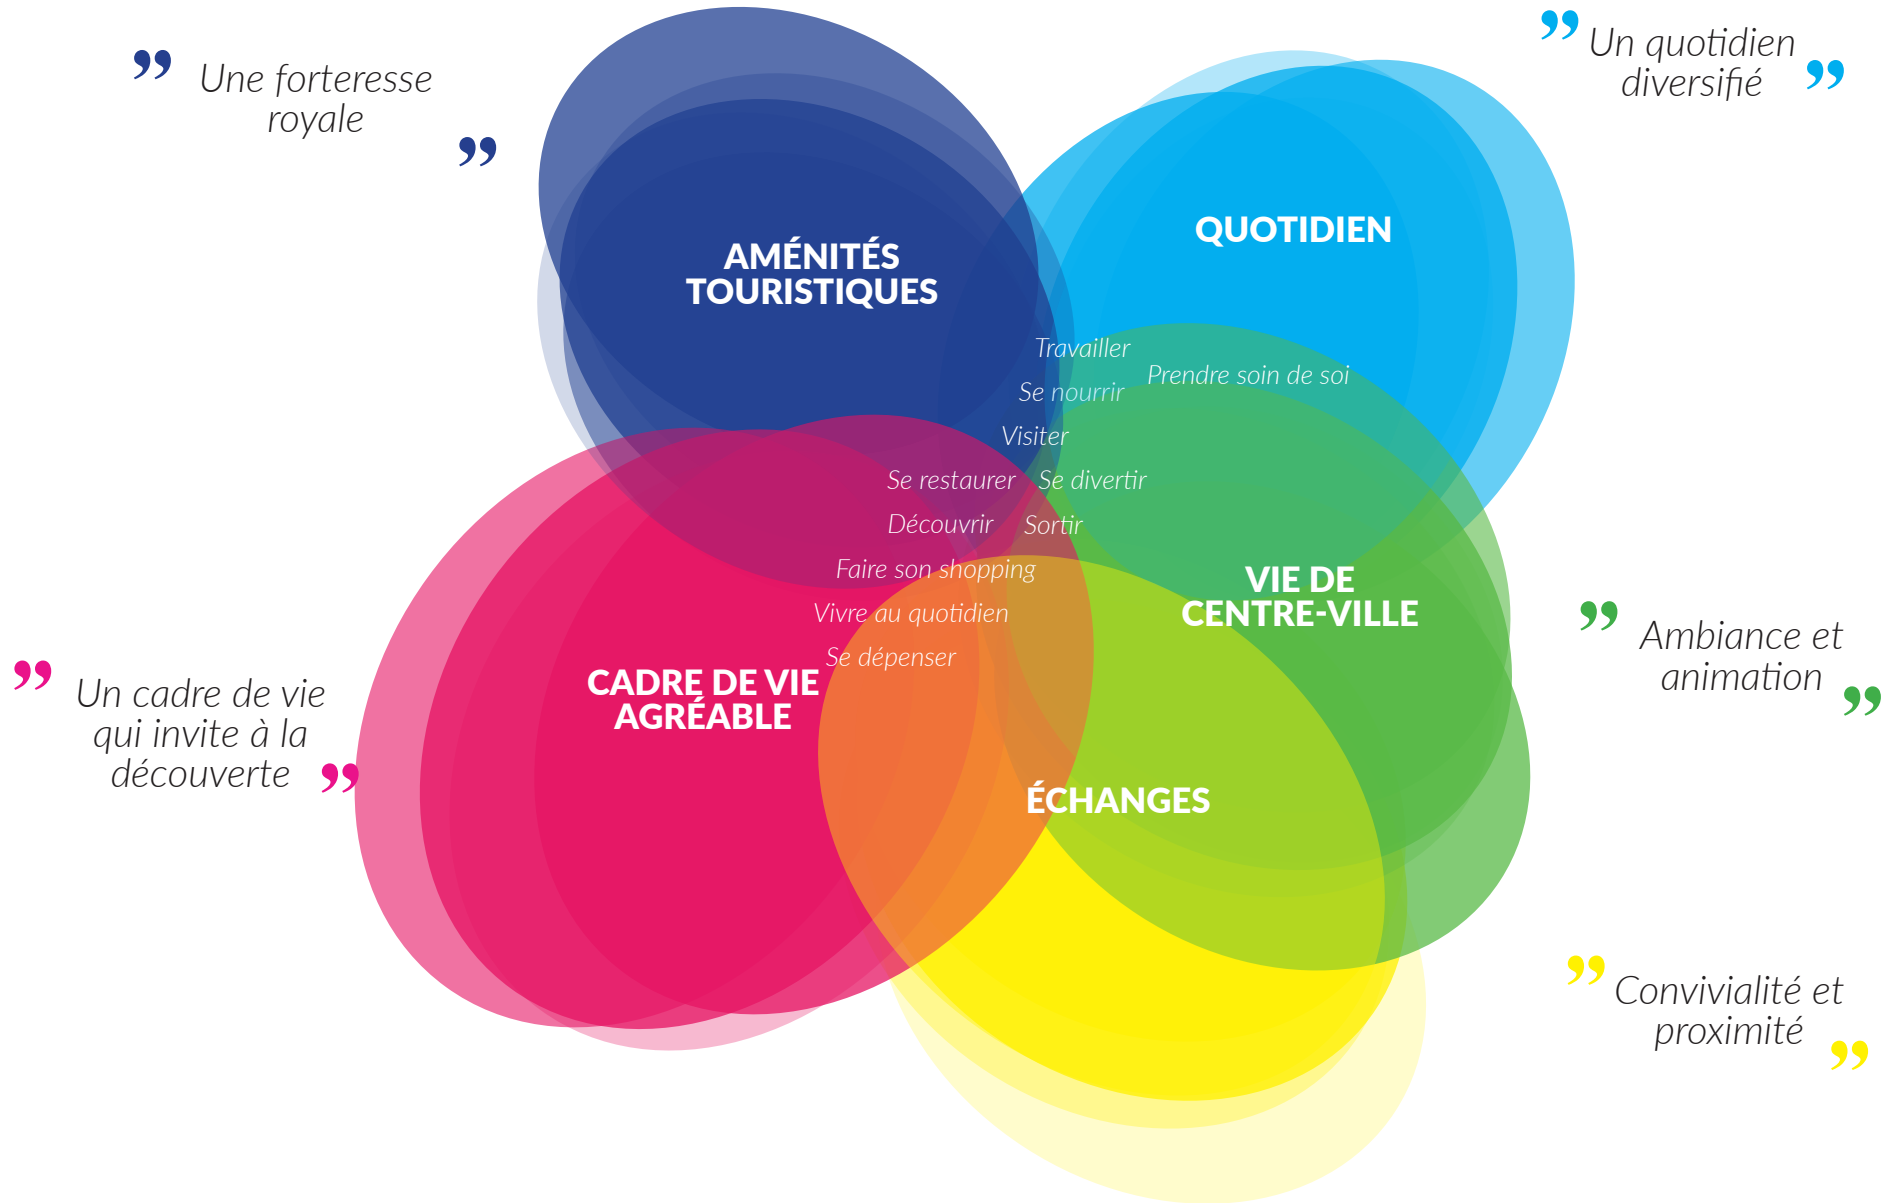 ” Une forteresse
royale ”
” Un quotidien
diversifié ”
AMÉNITÉS
TOURISTIQUES
QUOTIDIEN
Travailler
Prendre soin de soi
Se nourrir
Visiter
Se restaurer
Se divertir
Découvrir
Sortir
Faire son shopping
Vivre au quotidien
Se dépenser
VIE DE
CENTRE-VILLE
” Ambiance et
animation ”
CADRE DE VIE
AGRÉABLE
” Un cadre de vie
qui invite à la
découverte ”
ÉCHANGES
” Convivialité et
proximité ”